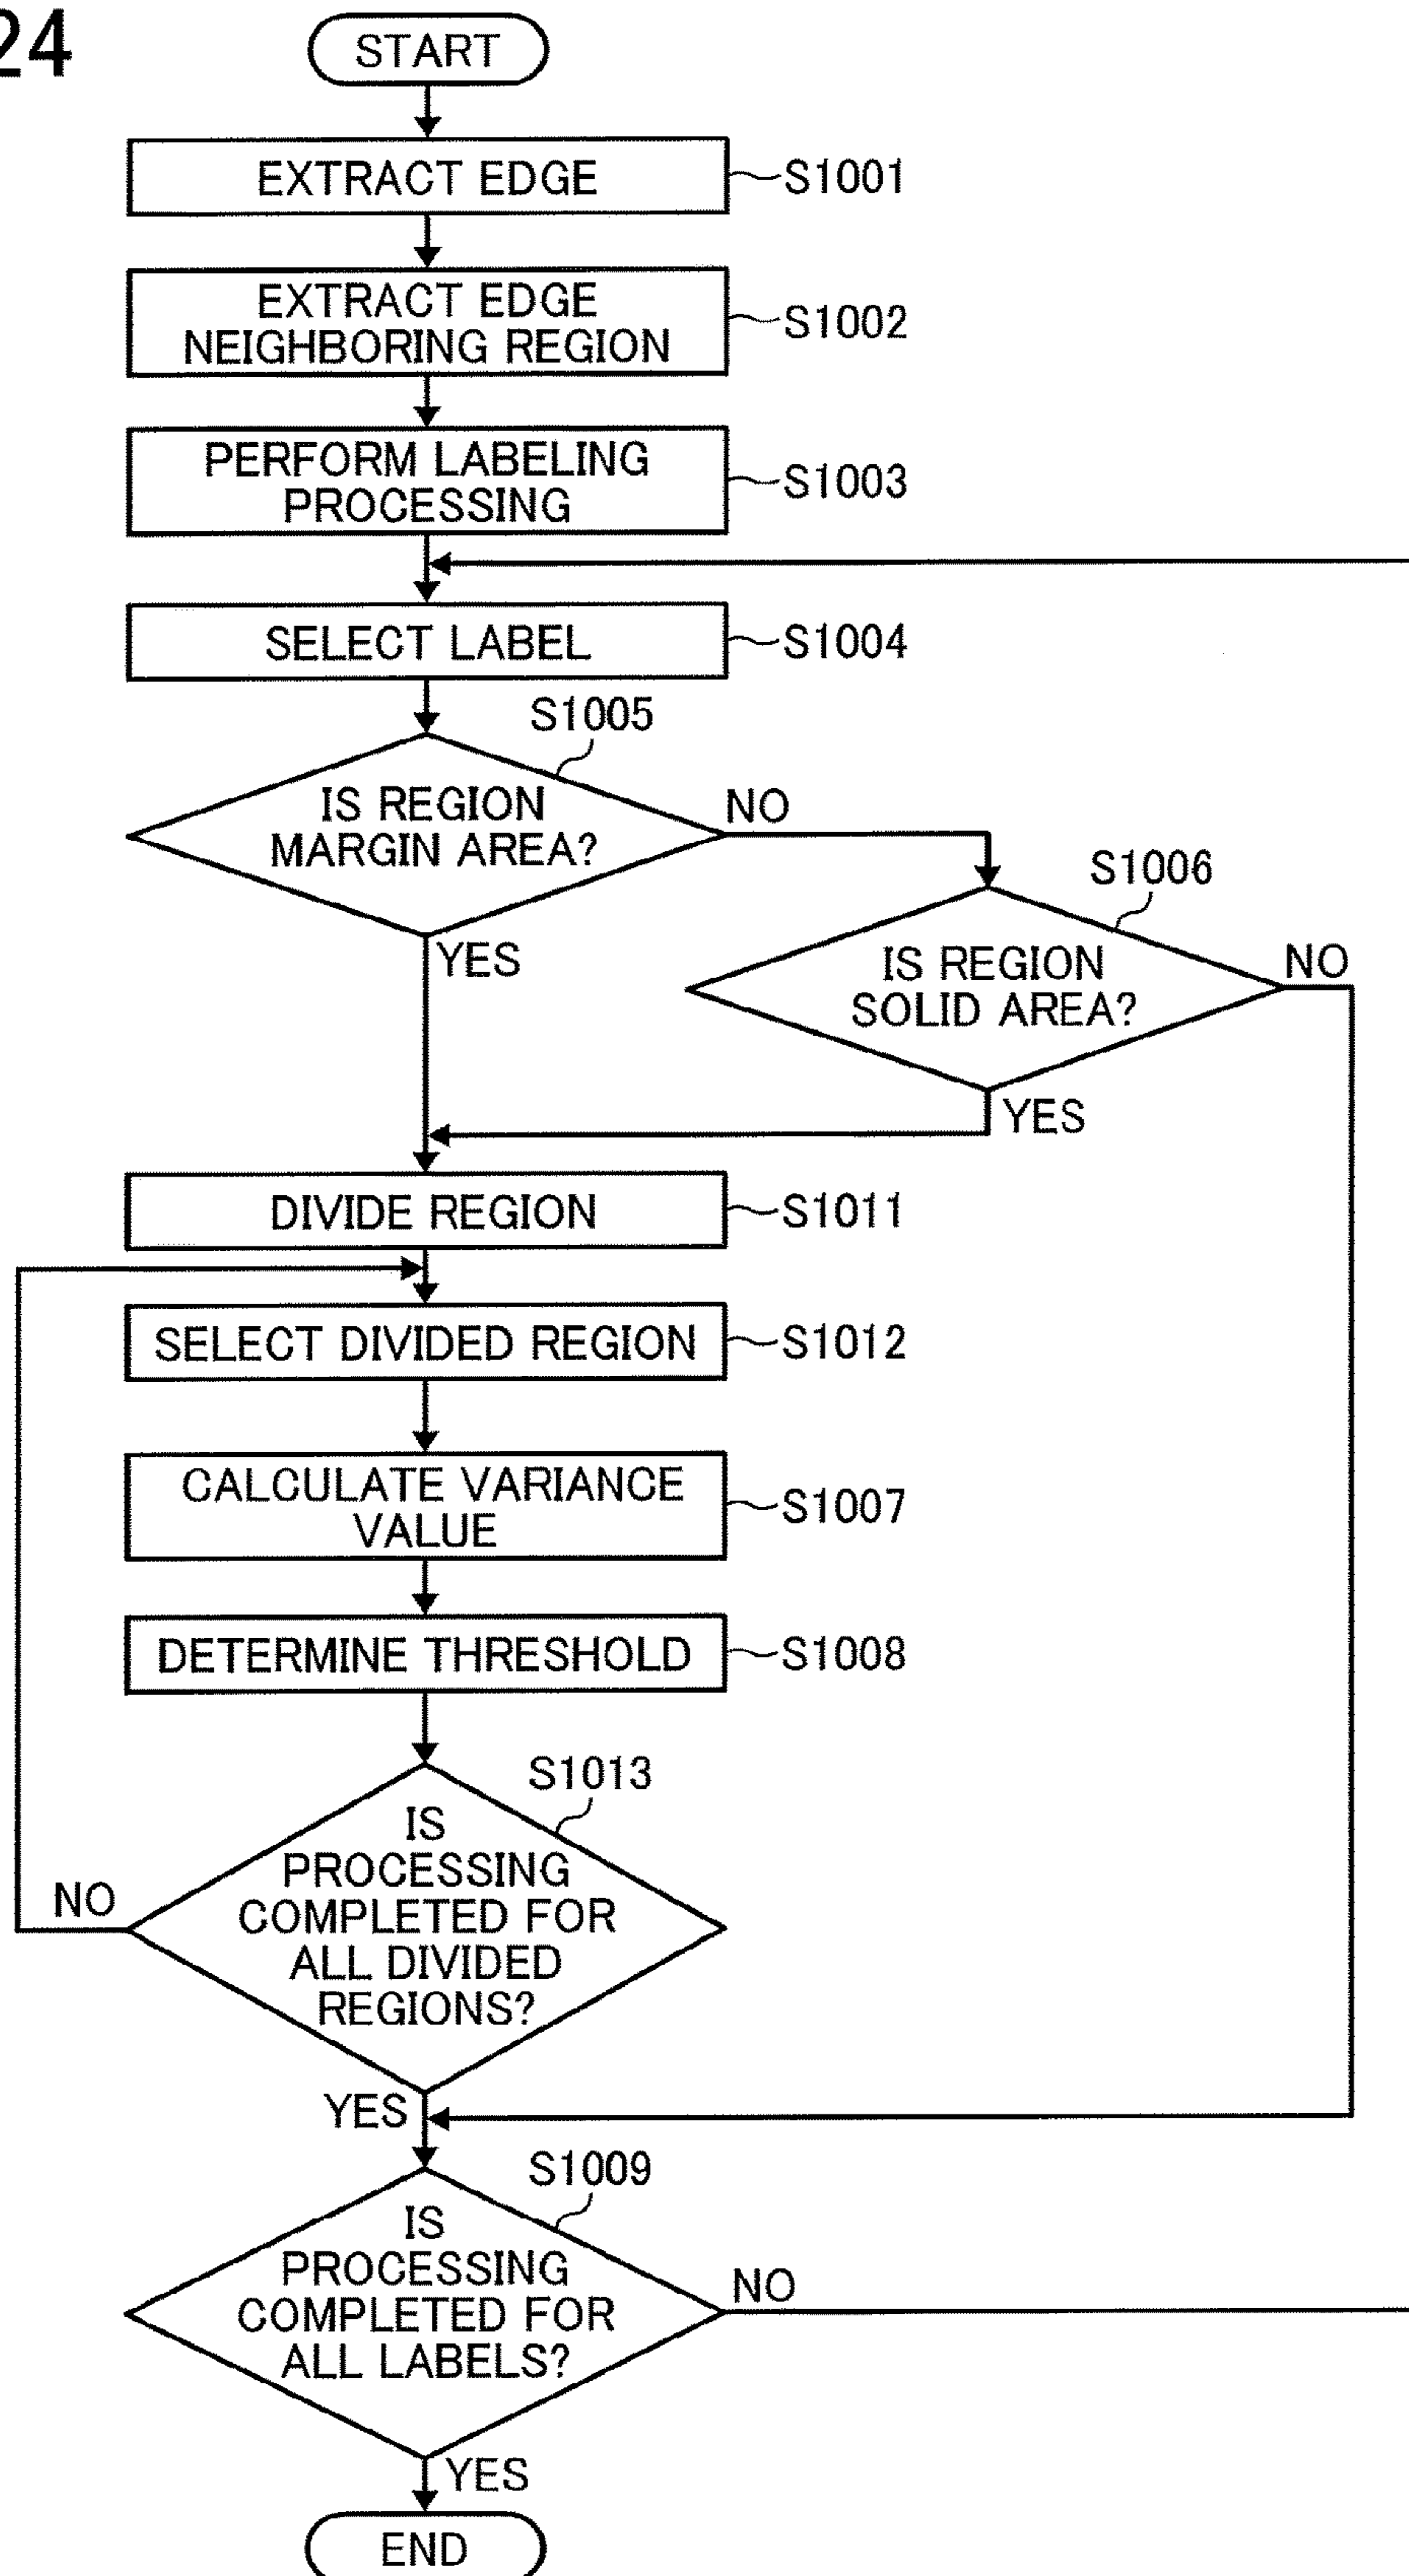 24
START
EXTRACT EDGE
S1001
EXTRACT EDGE
NEIGHBORING REGION
S1002
PERFORM LABELING
PROCESSING
S1003
SELECT LABEL
S1004
S1005
IS REGION
MARGIN AREA?
NO
YES
S1006
IS REGION
SOLID AREA?
NO
YES
DIVIDE REGION
S1011
SELECT DIVIDED REGION
S1012
CALCULATE VARIANCE
VALUE
S1007
DETERMINE THRESHOLD
S1008
S1013
IS
PROCESSING
COMPLETED FOR
ALL DIVIDED
REGIONS?
NO
YES
S1009
IS
PROCESSING
COMPLETED FOR
ALL LABELS?
NO
YES
END